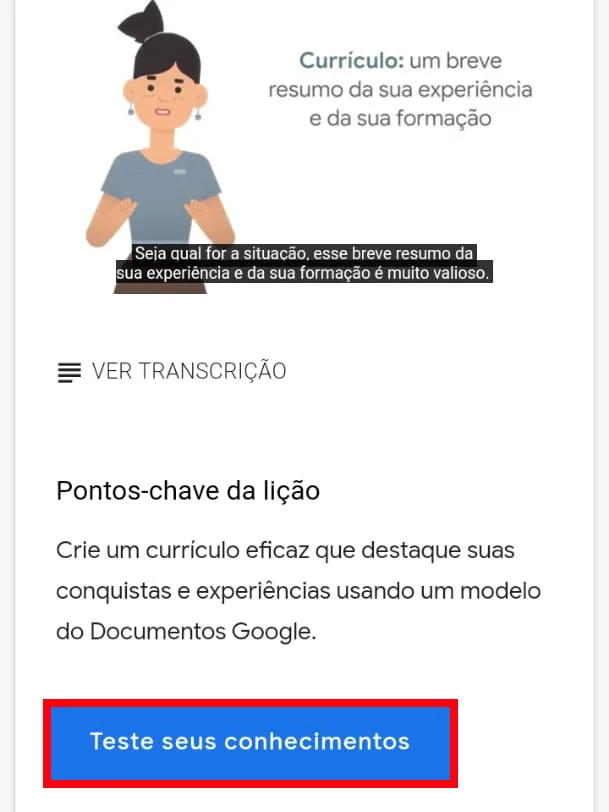 Currículo: um breve
resumo da sua experiência
e da sua formação
Seja qual for a situação, esse breve resumo da
sua experiência e da sua formação é muito valioso.
VER TRANSCRIÇÃO
Pontos-chave da lição
Crie um currículo eficaz que destaque suas
conquistas e experiências usando um modelo
do Documentos Google.
Teste seus conhecimentos